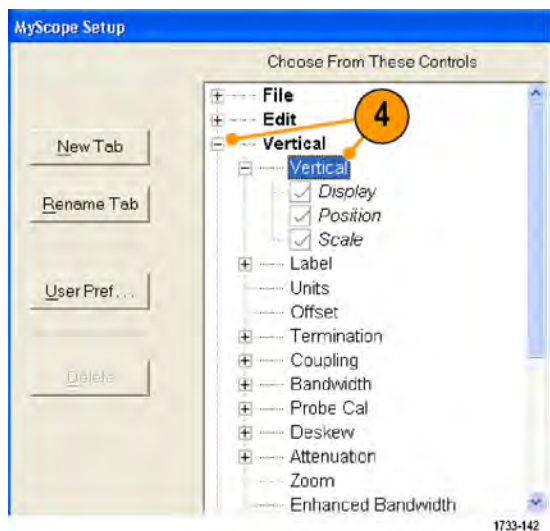 MyScope Setup
Choose From These Controls
File
Edit
4
Vertical
New Tab
Vertical
Display
Rename Tab
Position
Scale
Label
User Pref...
Units
Offset
Termination
Delete
Coupling
Bandwidth
Probe Cal
Deskew
Attenuation
Zoom
Enhanced Bandwidth
1733-142